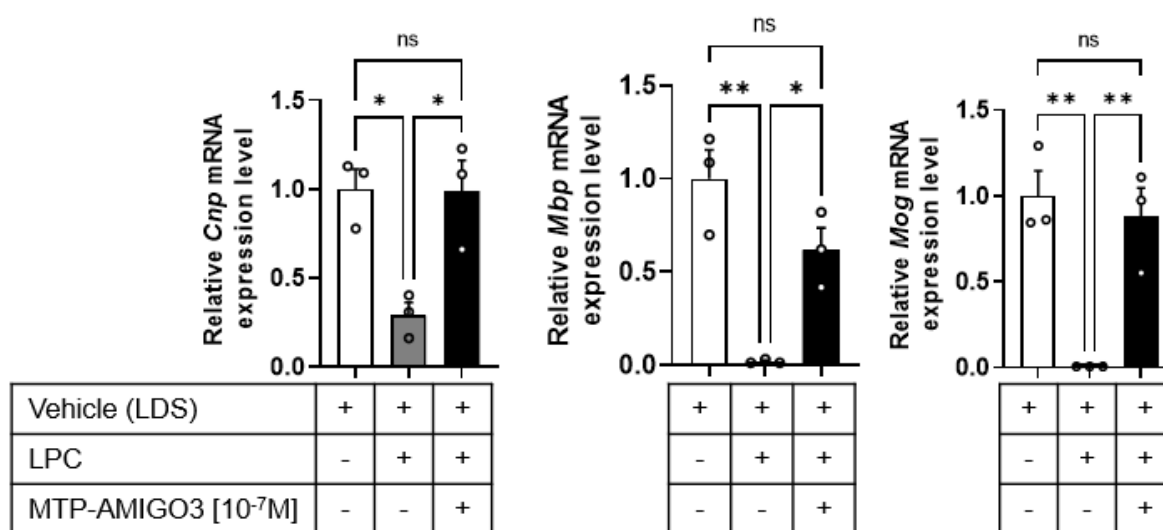 ns
* *
Relative Cnp mRNA
expression level
1.5
1.0
0.5
0.0
ns
** *
Relative Mbp mRNA
expression level
1.5
1.0
0.5
0.0
ns
** **
Relative Mog mRNA
expression level
1.5
1.0
0.5
0.0
Vehicle (LDS) + + + + + + + + +
LPC - + + - + + - + +
MTP-AMIGO3 [10⁻⁷M] - - + - - + - - +